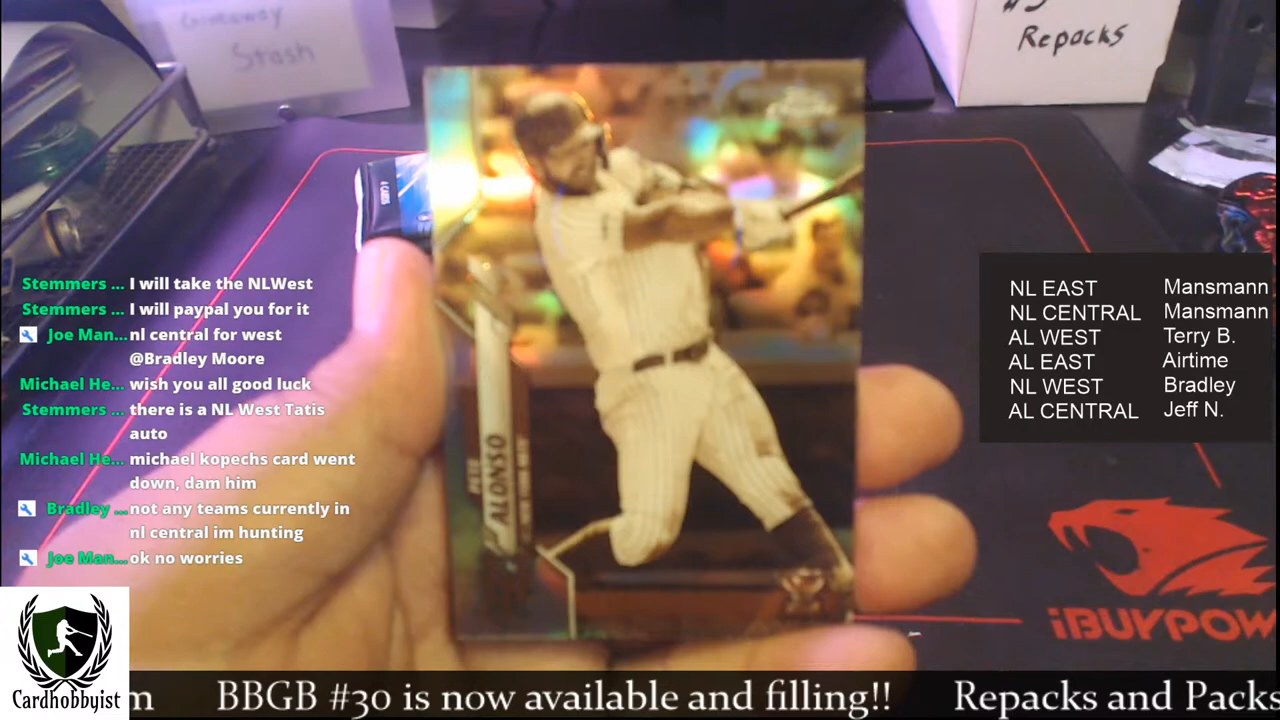 Giveaway
Stash
Repacks
4 CARDS
PETE
ALONSO
Stemmers ... I will take the NLWest
Stemmers ... I will paypal you for it
Joe Man... nl central for west
@Bradley Moore
Michael He... wish you all good luck
Stemmers ... there is a NL West Tatis
auto
Michael He... michael kopechs card went
down, dam him
Bradley ... not any teams currently in
nl central im hunting
Joe Man... ok no worries
NL EAST Mansmann
NL CENTRAL Mansmann
AL WEST Terry B.
AL EAST Airtime
NL WEST Bradley
AL CENTRAL Jeff N.
iBUYPOW
Cardhobbyist
m BBGB #30 is now available and filling!! Repacks and Packs